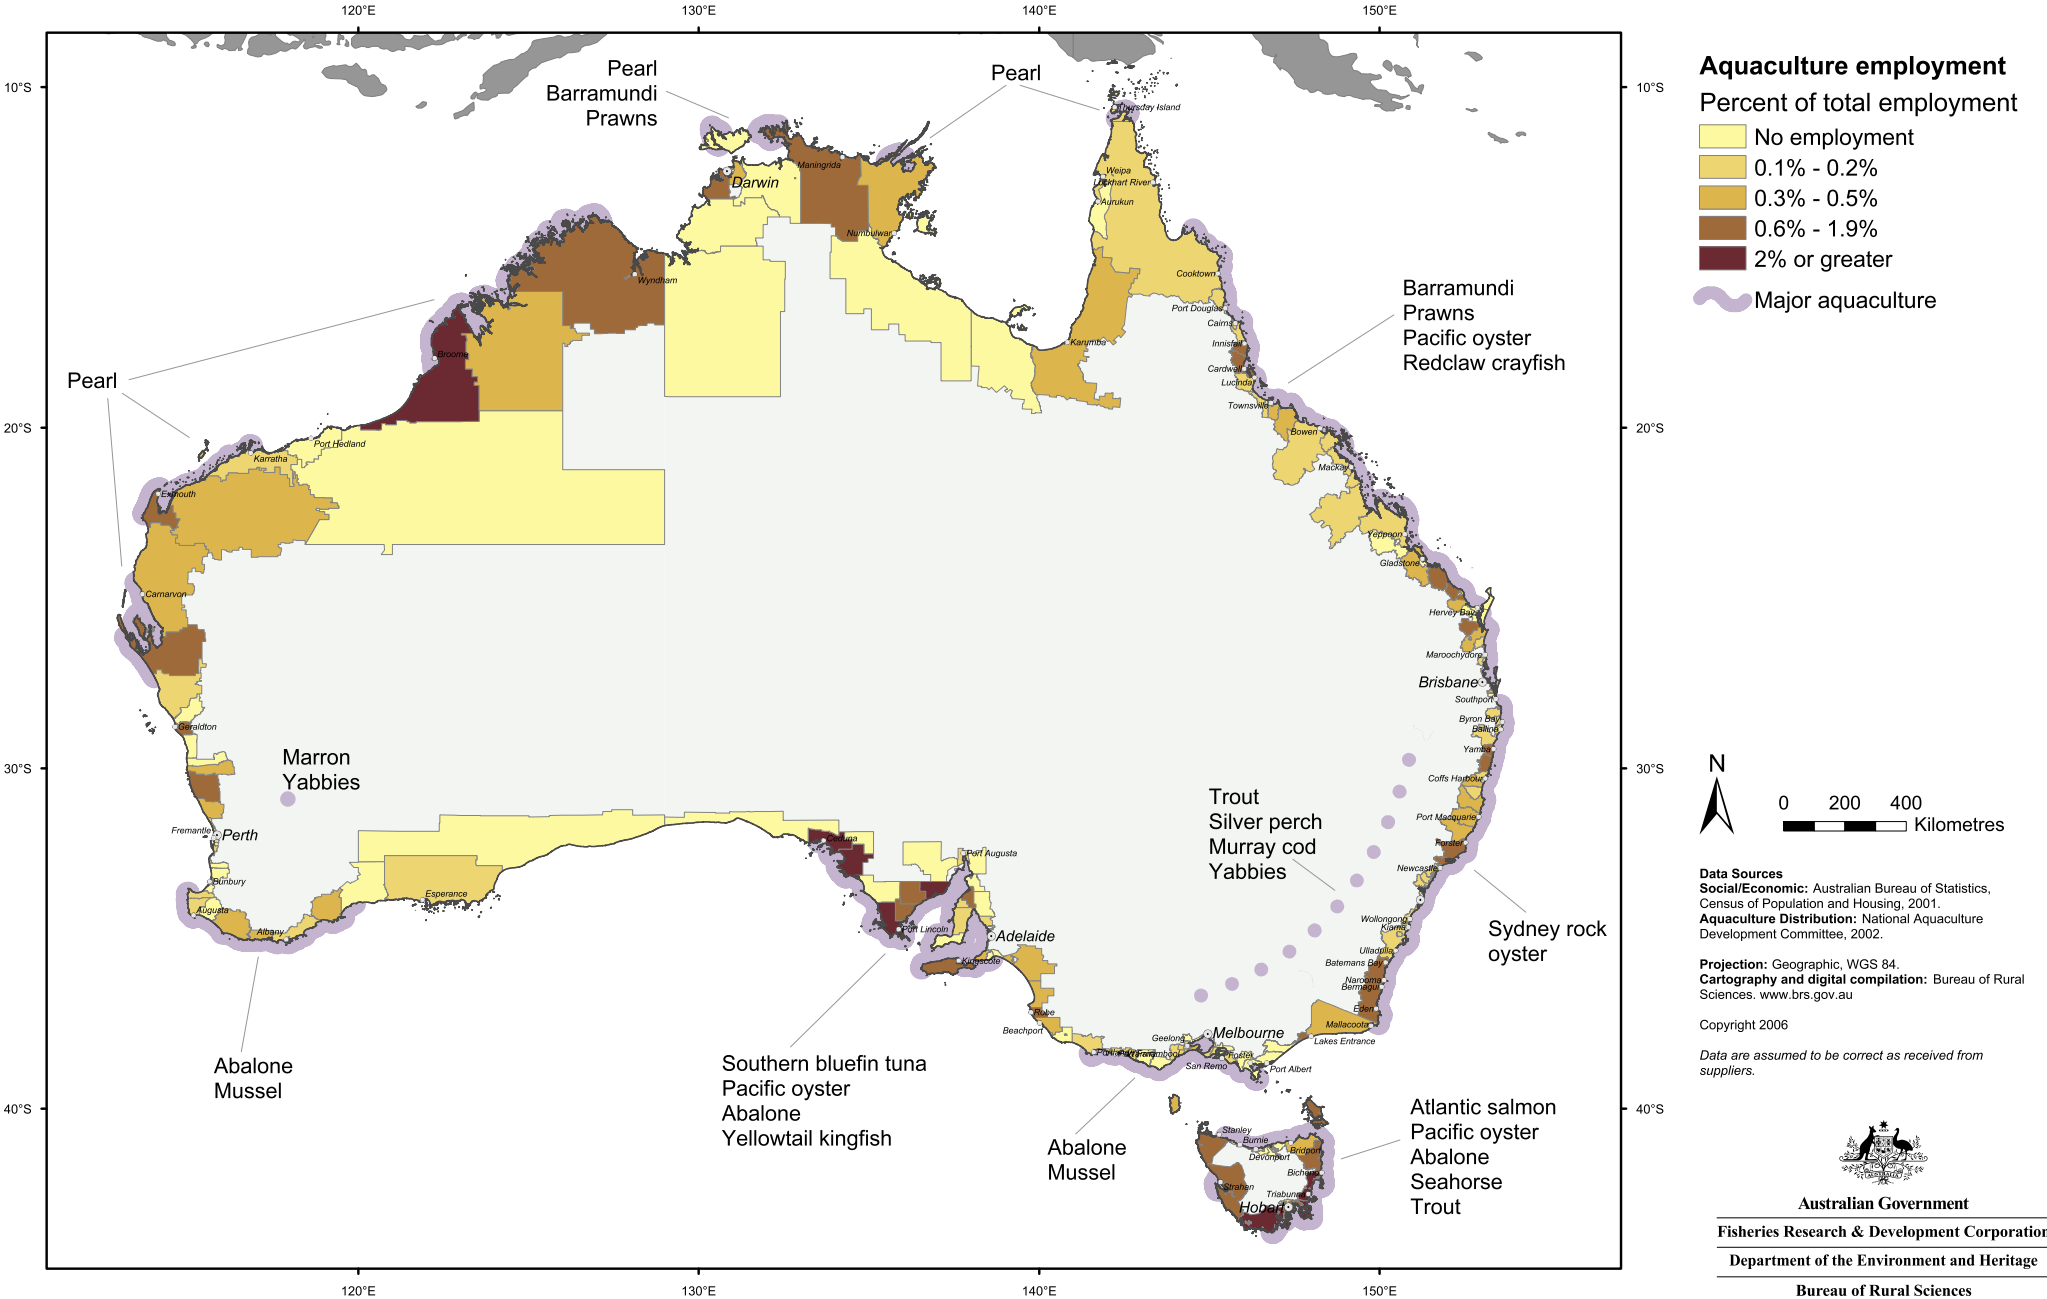 120°E
130°E
140°E
150°E
10°S
10°S
20°S
20°S
30°S
30°S
40°S
40°S
120°E
130°E
140°E
150°E
Pearl
Barramundi
Prawns
Pearl
Thursday Island
Weipa
Lockhart River
Aurukun
Maningrida
Darwin
Numbulwar
Wyndham
Cooktown
Port Douglas
Cairns
Karumba
Innisfail
Cardwell
Lucinda
Townsville
Bowen
Mackay
Barramundi
Prawns
Pacific oyster
Redclaw crayfish
Broome
Pearl
Port Hedland
Karratha
Exmouth
Carnarvon
Yeppoon
Gladstone
Hervey Bay
Maroochydore
Brisbane
Southport
Byron Bay
Ballina
Yamba
Coffs Harbour
Port Macquarie
Forster
Newcastle
Geraldton
Marron
Yabbies
Fremantle
Perth
Bunbury
Augusta
Albany
Esperance
Ceduna
Port Augusta
Port Lincoln
Adelaide
Kingscote
Trout
Silver perch
Murray cod
Yabbies
Sydney rock
oyster
Wollongong
Kiama
Ulladulla
Batemans Bay
Narooma
Bermagui
Eden
Mallacoota
Lakes Entrance
Robe
Beachport
Geelong
Melbourne
Foster
San Remo
Port Albert
Abalone
Mussel
Southern bluefin tuna
Pacific oyster
Abalone
Yellowtail kingfish
Abalone
Mussel
Atlantic salmon
Pacific oyster
Abalone
Seahorse
Trout
Stanley
Burnie
Devonport
Bridport
Bicheno
Strahan
Triabunna
Hobart
Aquaculture employment
Percent of total employment
No employment
0.1% - 0.2%
0.3% - 0.5%
0.6% - 1.9%
2% or greater
Major aquaculture
N
0 200 400
Kilometres
Data Sources
Social/Economic: Australian Bureau of Statistics,
Census of Population and Housing, 2001.
Aquaculture Distribution: National Aquaculture
Development Committee, 2002.
Projection: Geographic, WGS 84.
Cartography and digital compilation: Bureau of Rural
Sciences. www.brs.gov.au
Copyright 2006
Data are assumed to be correct as received from
suppliers.
AUSTRALIA
Australian Government
Fisheries Research & Development Corporation
Department of the Environment and Heritage
Bureau of Rural Sciences